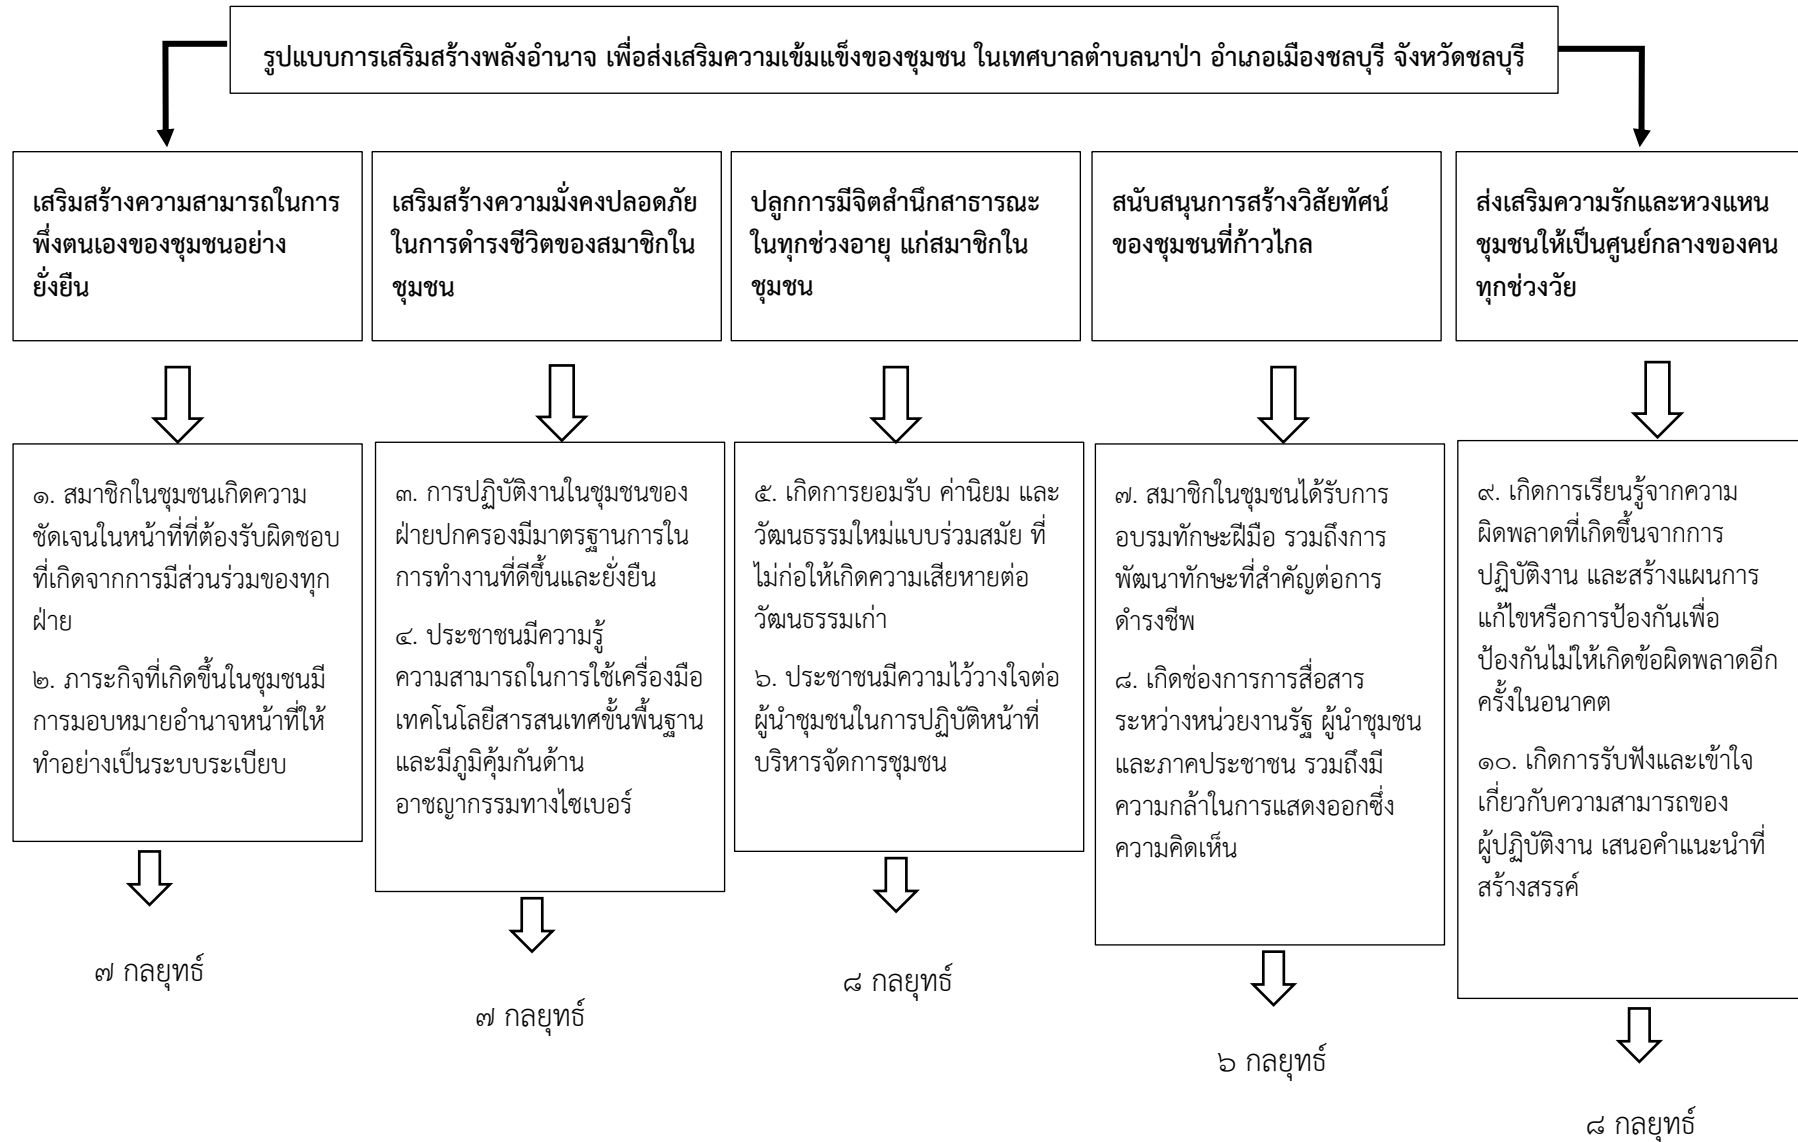 รูปแบบการเสริมสร้างพลังอำนาจ เพื่อส่งเสริมความเข้มแข็งของชุมชน ในเทศบาลตำบลนาป่า อำเภอเมืองชลบุรี จังหวัดชลบุรี
เสริมสร้างความสามารถในการ
พึ่งตนเองของชุมชนอย่าง
ยั่งยืน
เสริมสร้างความมั่งคงปลอดภัย
ในการดำรงชีวิตของสมาชิกใน
ชุมชน
ปลูกการมีจิตสำนึกสาธารณะ
ในทุกช่วงอายุ แก่สมาชิกใน
ชุมชน
สนับสนุนการสร้างวิสัยทัศน์
ของชุมชนที่ก้าวไกล
ส่งเสริมความรักและหวงแหน
ชุมชนให้เป็นศูนย์กลางของคน
ทุกช่วงวัย
๑. สมาชิกในชุมชนเกิดความ
ชัดเจนในหน้าที่ที่ต้องรับผิดชอบ
ที่เกิดจากการมีส่วนร่วมของทุก
ฝ่าย
๒. ภาระกิจที่เกิดขึ้นในชุมชนมี
การมอบหมายอำนาจหน้าที่ให้
ทำอย่างเป็นระบบระเบียบ
๗ กลยุทธ์
๓. การปฏิบัติงานในชุมชนของ
ฝ่ายปกครองมีมาตรฐานการใน
การทำงานที่ดีขึ้นและยั่งยืน
๔. ประชาชนมีความรู้
ความสามารถในการใช้เครื่องมือ
เทคโนโลยีสารสนเทศขั้นพื้นฐาน
และมีภูมิคุ้มกันด้าน
อาชญากรรมทางไซเบอร์
๗ กลยุทธ์
๕. เกิดการยอมรับ ค่านิยม และ
วัฒนธรรมใหม่แบบร่วมสมัย ที่
ไม่ก่อให้เกิดความเสียหายต่อ
วัฒนธรรมเก่า
๖. ประชาชนมีความไว้วางใจต่อ
ผู้นำชุมชนในการปฏิบัติหน้าที่
บริหารจัดการชุมชน
๘ กลยุทธ์
๗. สมาชิกในชุมชนได้รับการ
อบรมทักษะฝีมือ รวมถึงการ
พัฒนาทักษะที่สำคัญต่อการ
ดำรงชีพ
๘. เกิดช่องการการสื่อสาร
ระหว่างหน่วยงานรัฐ ผู้นำชุมชน
และภาคประชาชน รวมถึงมี
ความกล้าในการแสดงออกซึ่ง
ความคิดเห็น
๖ กลยุทธ์
๙. เกิดการเรียนรู้จากความ
ผิดพลาดที่เกิดขึ้นจากการ
ปฏิบัติงาน และสร้างแผนการ
แก้ไขหรือการป้องกันเพื่อ
ป้องกันไม่ให้เกิดข้อผิดพลาดอีก
ครั้งในอนาคต
๑๐. เกิดการรับฟังและเข้าใจ
เกี่ยวกับความสามารถของ
ผู้ปฏิบัติงาน เสนอคำแนะนำที่
สร้างสรรค์
๘ กลยุทธ์